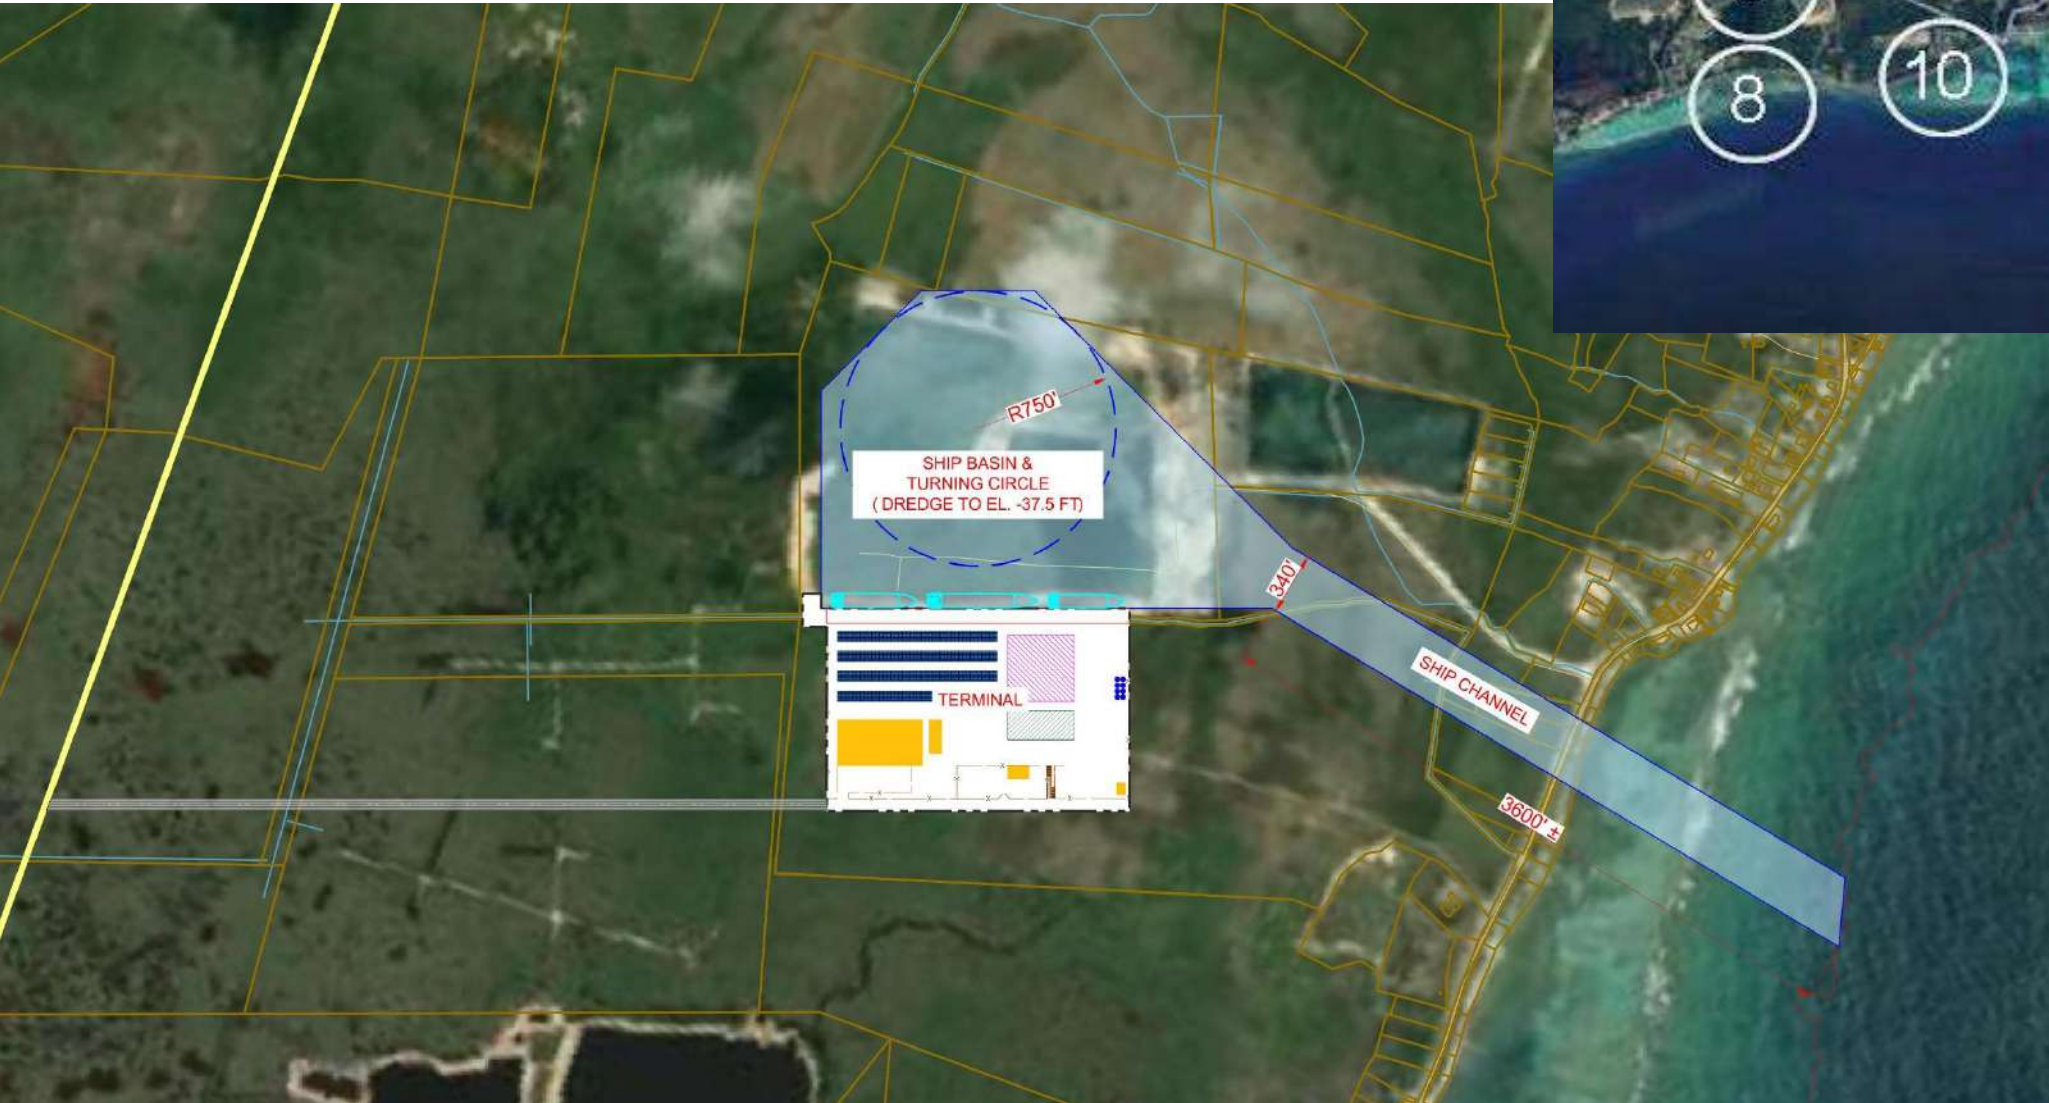 8
10
R750'
SHIP BASIN &
TURNING CIRCLE
( DREDGE TO EL. -37.5 FT)
340'
SHIP CHANNEL
TERMINAL
3600' ±